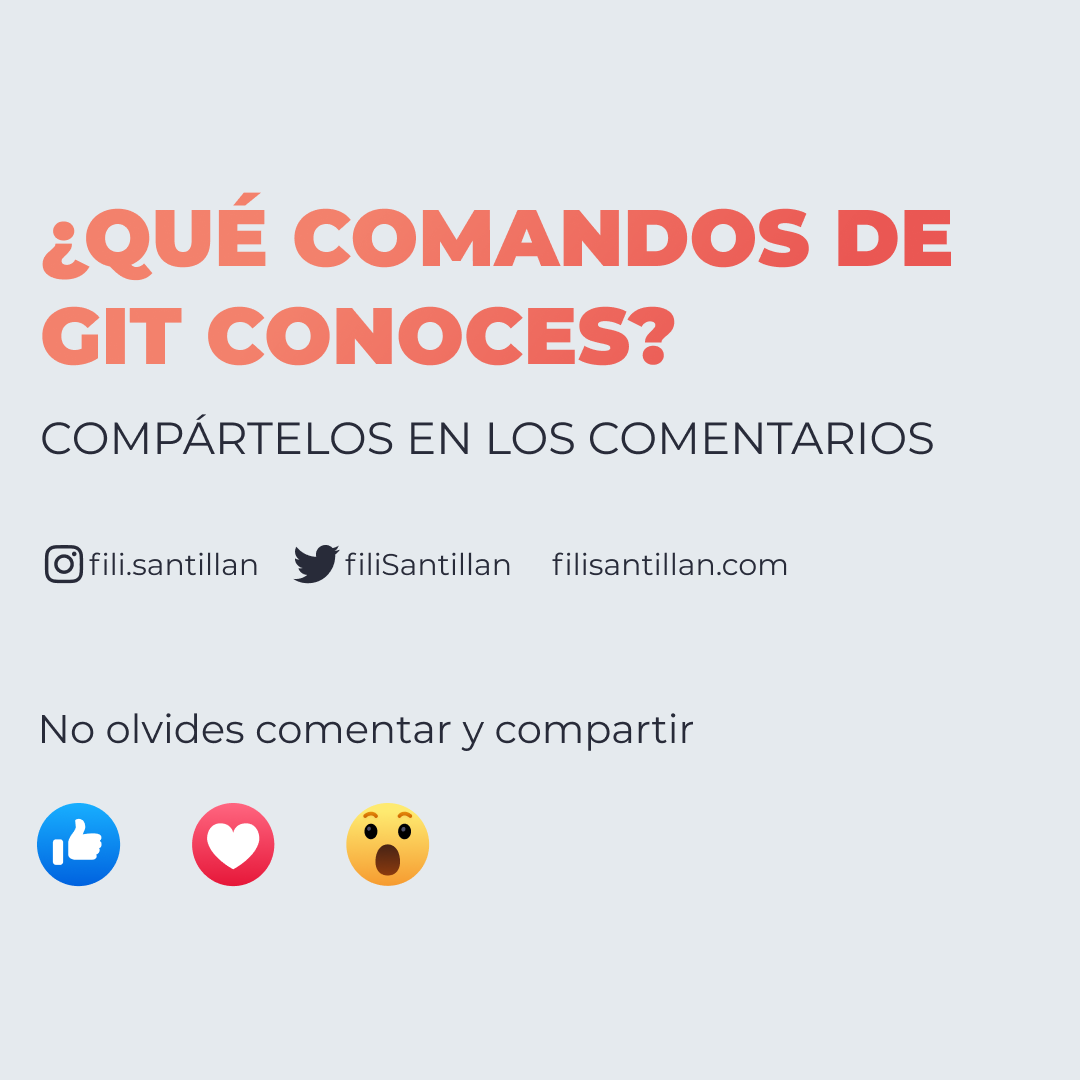 ¿QUÉ COMANDOS DE
GIT CONOCES?
COMPÁRTELOS EN LOS COMENTARIOS
fili.santillan filiSantillan filisantillan.com
No olvides comentar y compartir